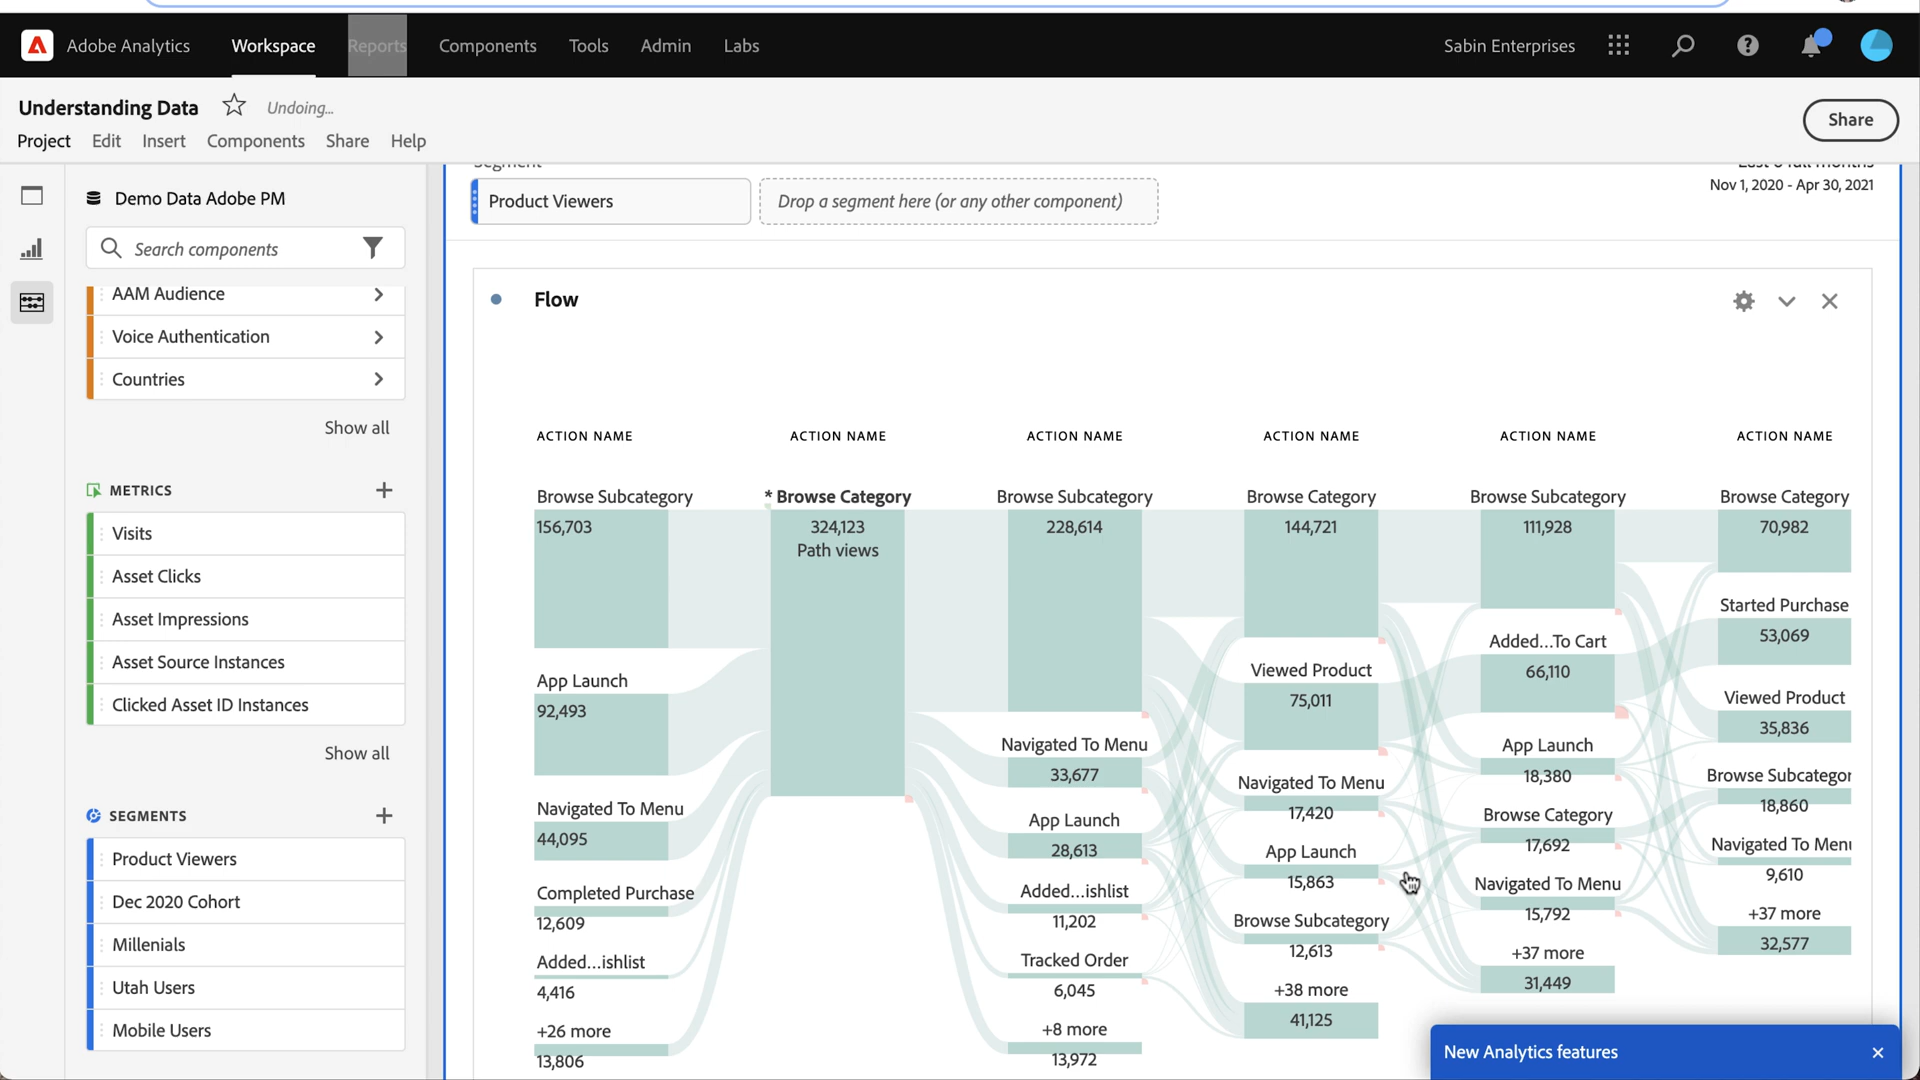 Adobe Analytics
Workspace
Reports
Components
Tools
Admin
Labs
Sabin Enterprises
Understanding Data
Undoing...
Share
Project
Edit
Insert
Components
Share
Help
Segment
Last 6 full months
Nov 1, 2020 - Apr 30, 2021
Demo Data Adobe PM
Product Viewers
Drop a segment here (or any other component)
Search components
AAM Audience
Voice Authentication
Countries
Show all
METRICS
Visits
Asset Clicks
Asset Impressions
Asset Source Instances
Clicked Asset ID Instances
Show all
SEGMENTS
Product Viewers
Dec 2020 Cohort
Millenials
Utah Users
Mobile Users
Flow
ACTION NAME
ACTION NAME
ACTION NAME
ACTION NAME
ACTION NAME
ACTION NAME
Browse Subcategory
156,703
App Launch
92,493
Navigated To Menu
44,095
Completed Purchase
12,609
Added...ishlist
4,416
+26 more
13,806
* Browse Category
324,123
Path views
Browse Subcategory
228,614
Navigated To Menu
33,677
App Launch
28,613
Added...ishlist
11,202
Tracked Order
6,045
+8 more
13,972
Browse Category
144,721
Viewed Product
75,011
Navigated To Menu
17,420
App Launch
15,863
Browse Subcategory
12,613
+38 more
41,125
Browse Subcategory
111,928
Added...To Cart
66,110
App Launch
18,380
Browse Category
17,692
Navigated To Menu
15,792
+37 more
31,449
Browse Category
70,982
Started Purchase
53,069
Viewed Product
35,836
Browse Subcategor
18,860
Navigated To Menu
9,610
+37 more
32,577
New Analytics features